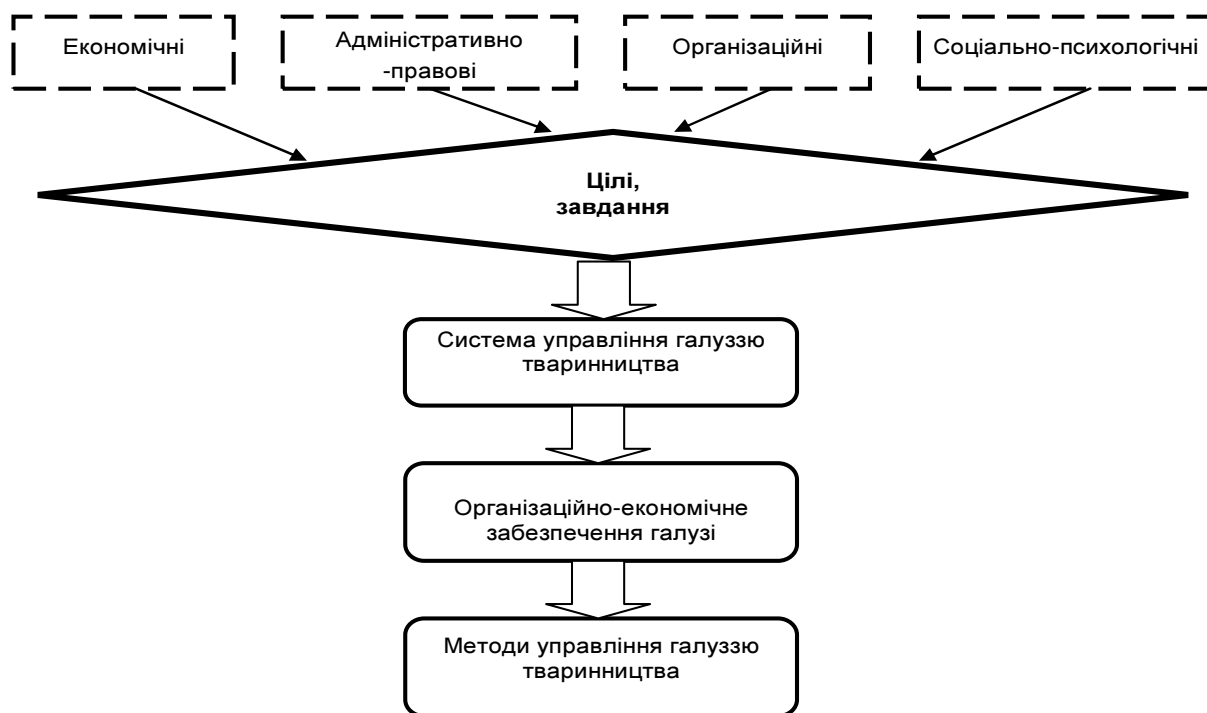 Економічні
Адміністративно
-правові
Організаційні
Соціально-психологічні
Цілі,
завдання
Система управління галуззю
тваринництва
Організаційно-економічне
забезпечення галузі
Методи управління галуззю
тваринництва